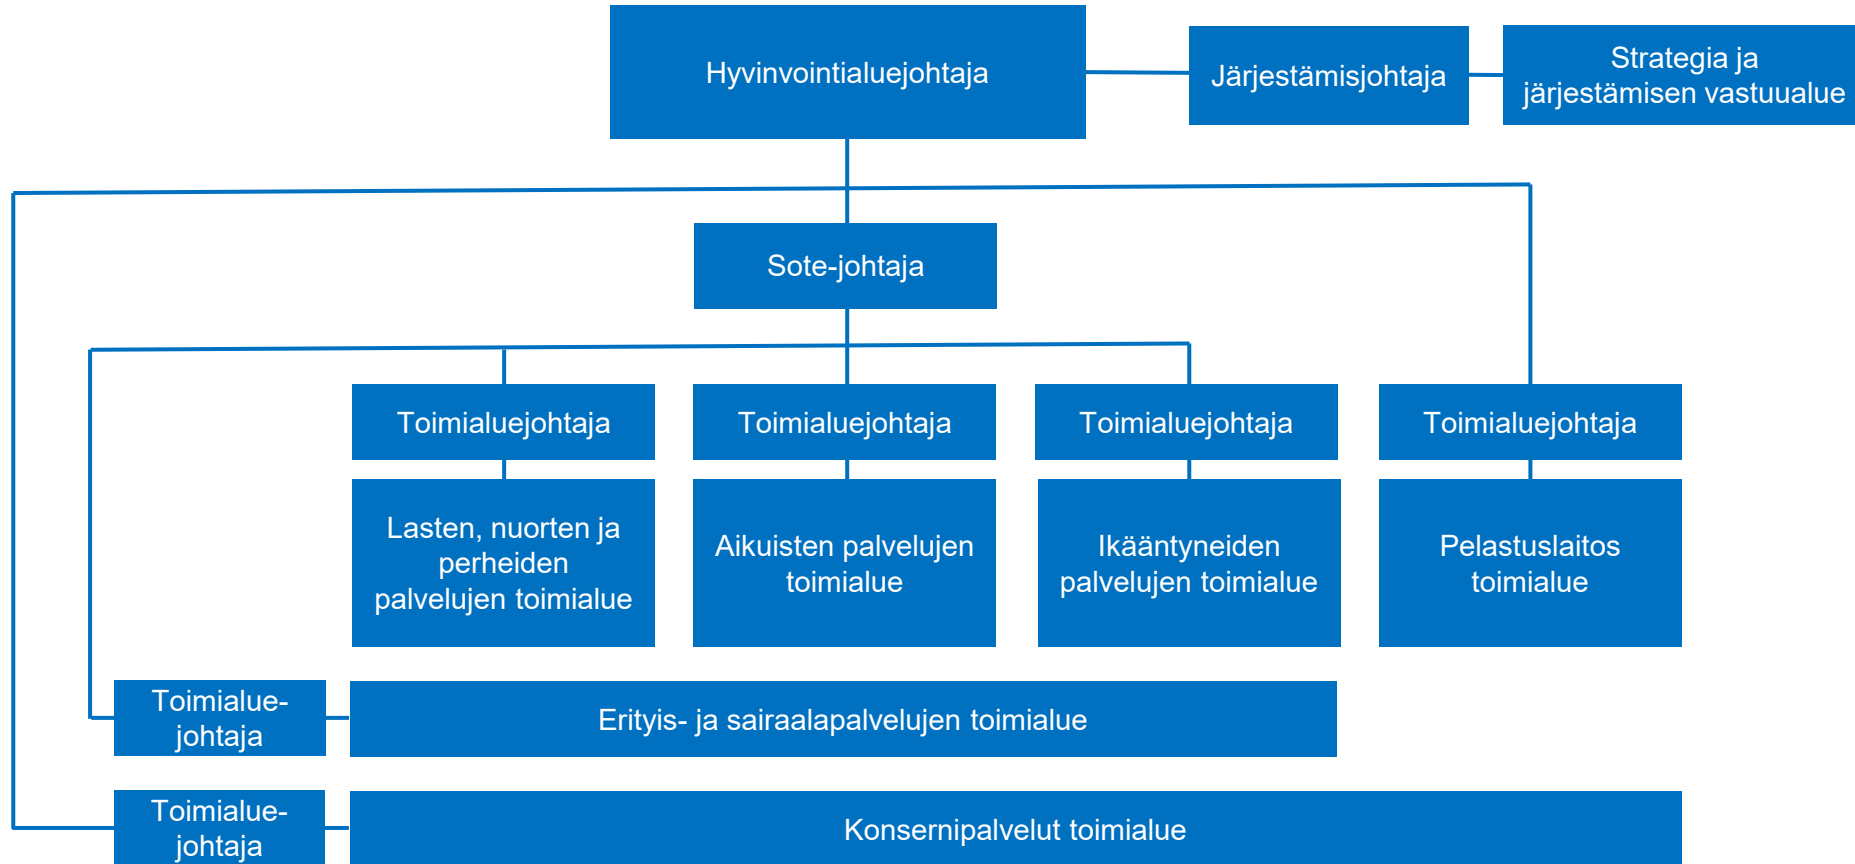 Hyvinvointialuejohtaja
Järjestämisjohtaja
Strategia ja
järjestämisen vastuualue
Sote-johtaja
Toimialuejohtaja
Toimialuejohtaja
Toimialuejohtaja
Toimialuejohtaja
Lasten, nuorten ja
perheiden
palvelujen toimialue
Aikuisten palvelujen
toimialue
Ikääntyneiden
palvelujen toimialue
Pelastuslaitos
toimialue
Toimialue-
johtaja
Erityis- ja sairaalapalvelujen toimialue
Toimialue-
johtaja
Konsernipalvelut toimialue